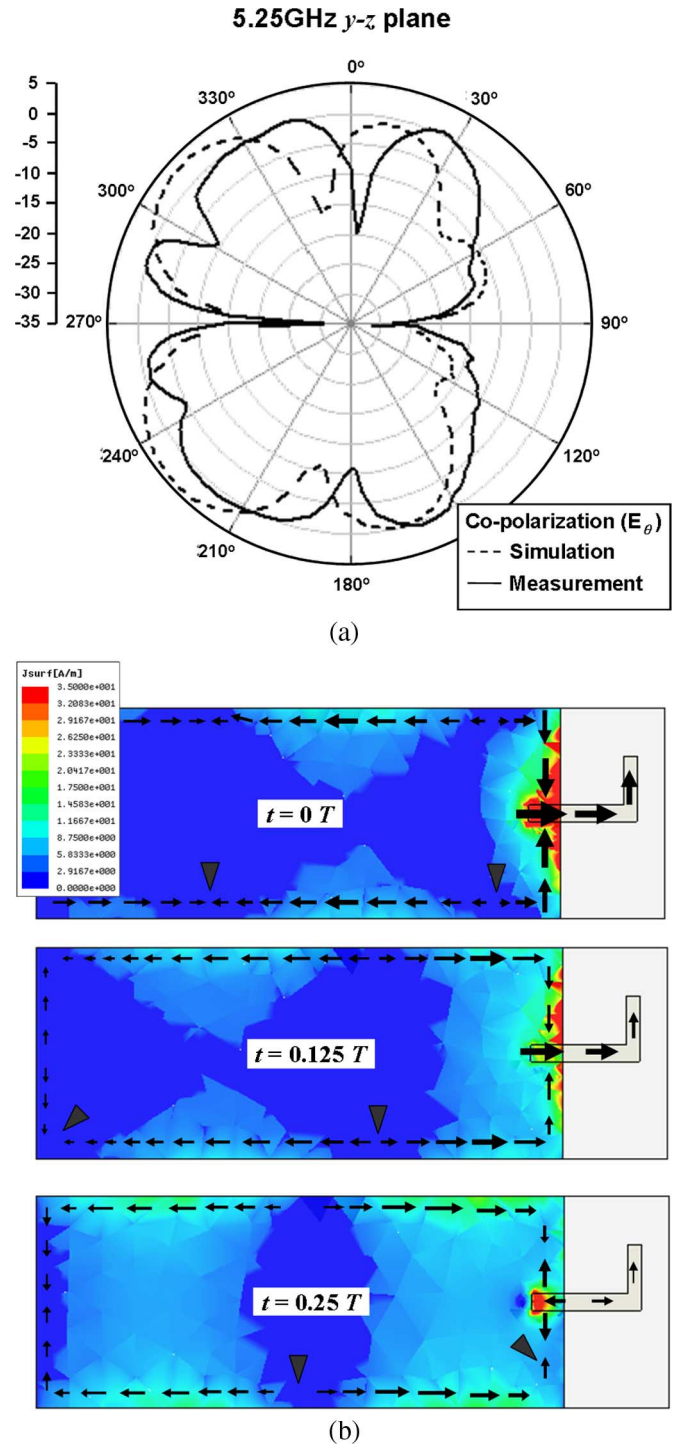 5.25GHz y-z plane
0°
330°
30°
5
0
-5
-10
-15
-20
-25
-30
-35
300°
60°
270°
90°
240°
120°
210°
180°
Co-polarization (Eθ)
Simulation
Measurement
(a)
Jsurf[A/m]
3.5000e+001
3.2083e+001
2.9167e+001
2.6250e+001
2.3333e+001
2.0417e+001
1.7500e+001
1.4583e+001
1.1667e+001
8.7500e+000
5.8333e+000
2.9167e+000
0.0000e+000
t = 0 T
t = 0.125 T
t = 0.25 T
(b)